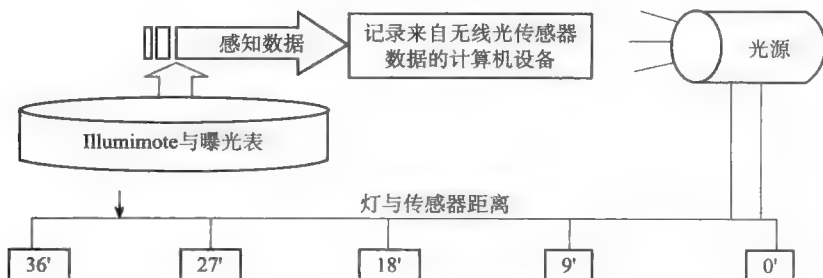 感知数据
记录来自无线光传感器
数据的计算机设备
光源
Illumimote与曝光表
灯与传感器距离
36' 27' 18' 9' 0'